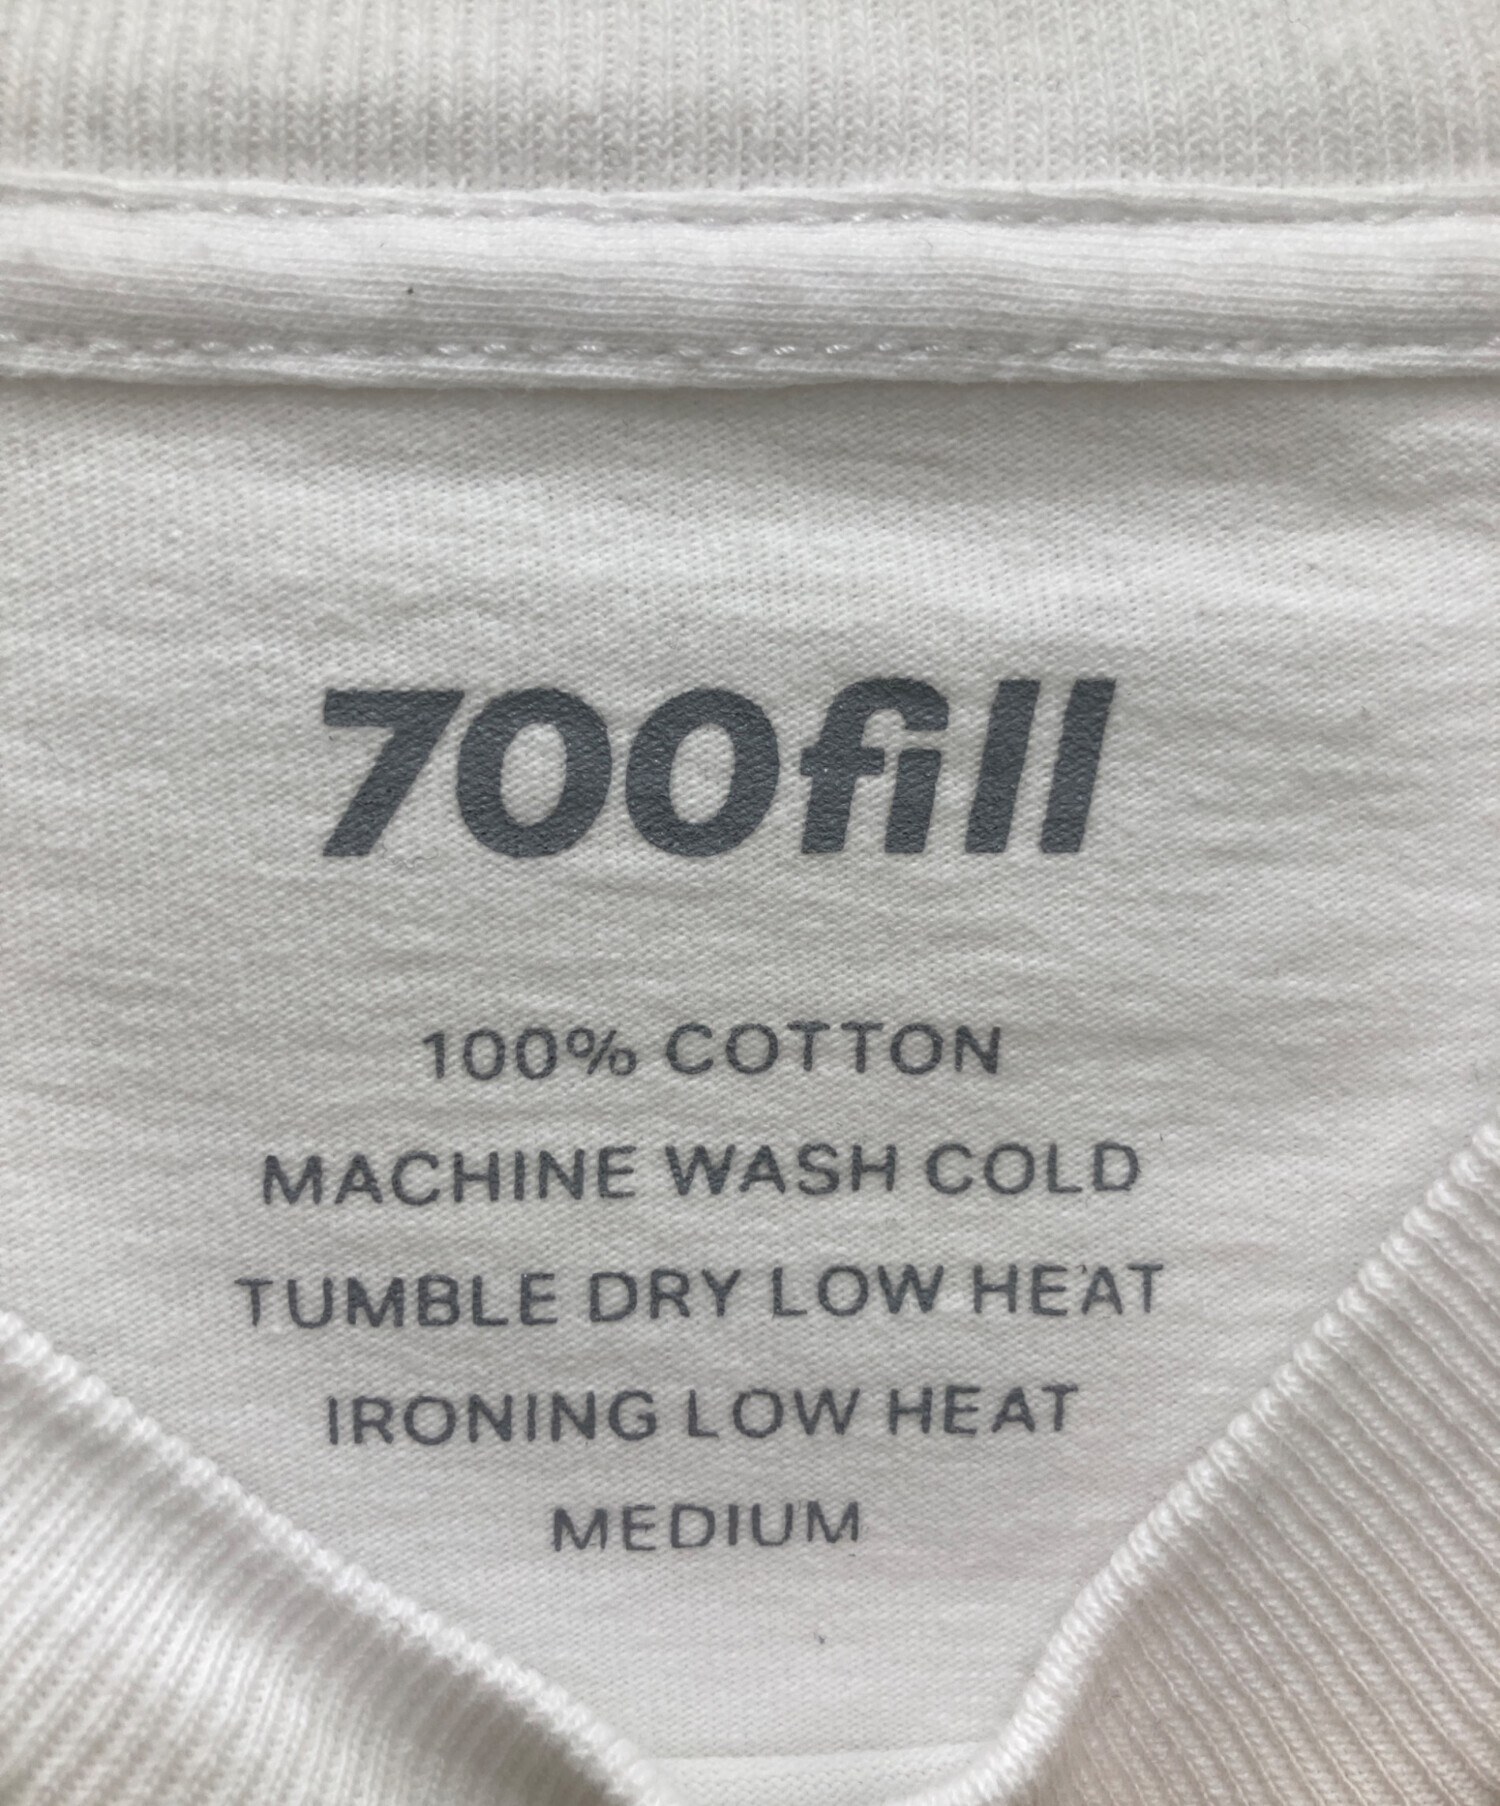 700fill
100% COTTON
MACHINE WASH COLD
TUMBLE DRY LOW HEAT
IRONING LOW HEAT
MEDIUM